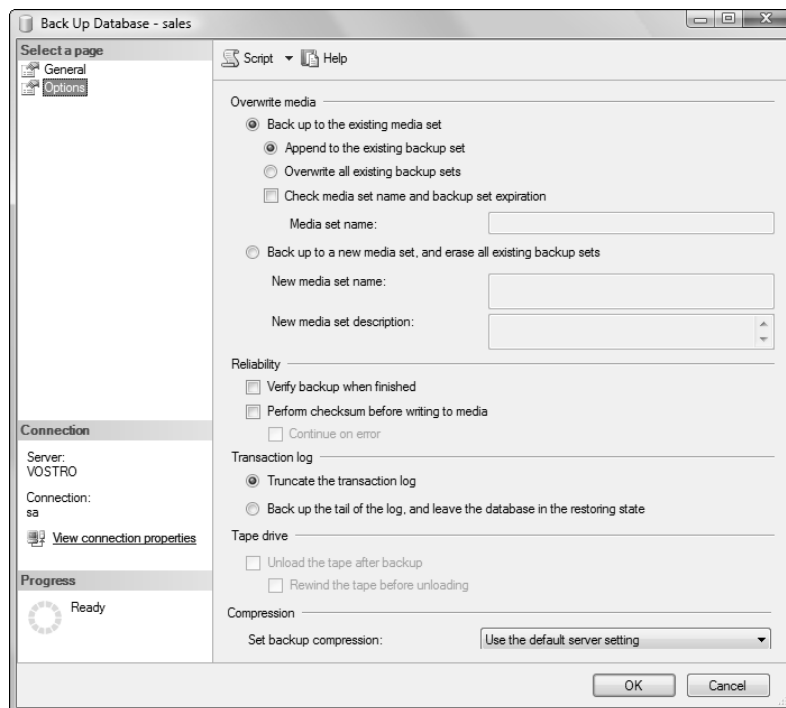 Back Up Database - sales
Select a page
General
Options
Script
Help
Overwrite media
Back up to the existing media set
Append to the existing backup set
Overwrite all existing backup sets
Check media set name and backup set expiration
Media set name:
Back up to a new media set, and erase all existing backup sets
New media set name:
New media set description:
Reliability
Verify backup when finished
Perform checksum before writing to media
Continue on error
Transaction log
Truncate the transaction log
Back up the tail of the log, and leave the database in the restoring state
Tape drive
Unload the tape after backup
Rewind the tape before unloading
Compression
Set backup compression:
Use the default server setting
Connection
Server:
VOSTRO
Connection:
sa
View connection properties
Progress
Ready
OK
Cancel